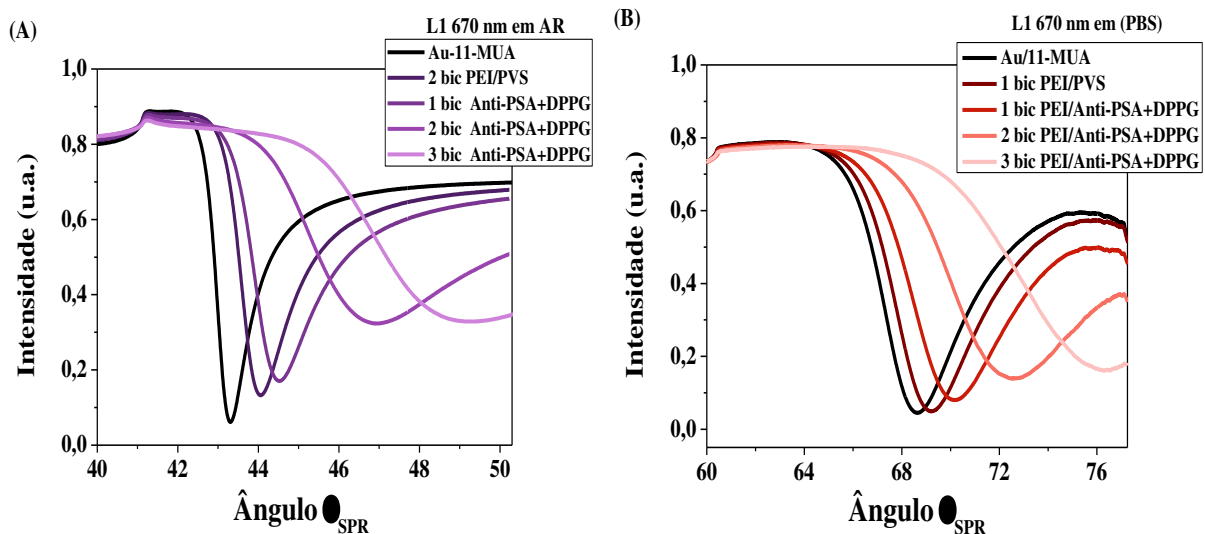 (A)
L1 670 nm em AR
Au-11-MUA
2 bic PEI/PVS
1 bic Anti-PSA+DPPG
2 bic Anti-PSA+DPPG
3 bic Anti-PSA+DPPG
Intensidade (u.a.)
1,0
0,8
0,6
0,4
0,2
0,0
40 42 44 46 48 50
Ângulo SPR
(B)
L1 670 nm em (PBS)
Au/11-MUA
1 bic PEI/PVS
1 bic PEI/Anti-PSA+DPPG
2 bic PEI/Anti-PSA+DPPG
3 bic PEI/Anti-PSA+DPPG
Intensidade (u.a.)
1,0
0,8
0,6
0,4
0,2
0,0
60 64 68 72 76
Ângulo SPR